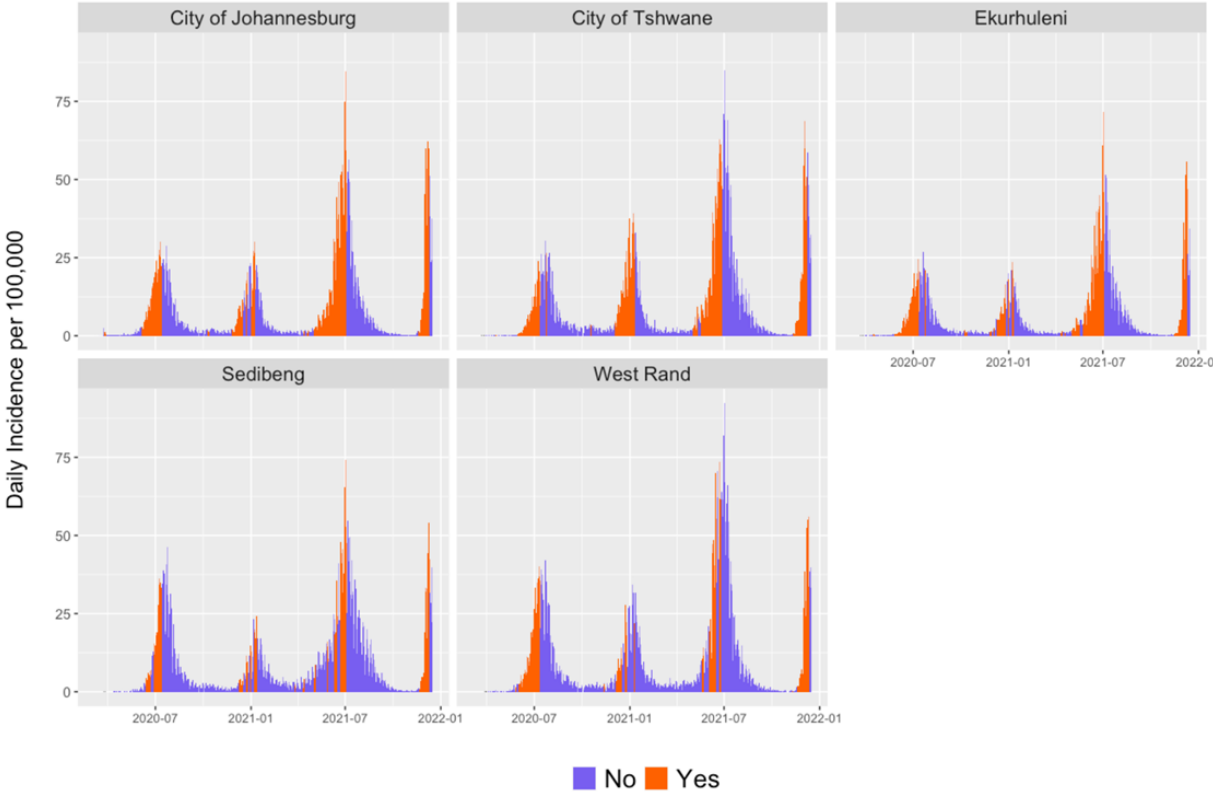 City of Johannesburg City of Tshwane Ekurhuleni
75
50
25
0
2020-07 2021-01 2021-07 2022-0
Sedibeng West Rand
75
50
25
0
2020-07 2021-01 2021-07 2022-01 2020-07 2021-01 2021-07 2022-01
Daily Incidence per 100,000
No Yes